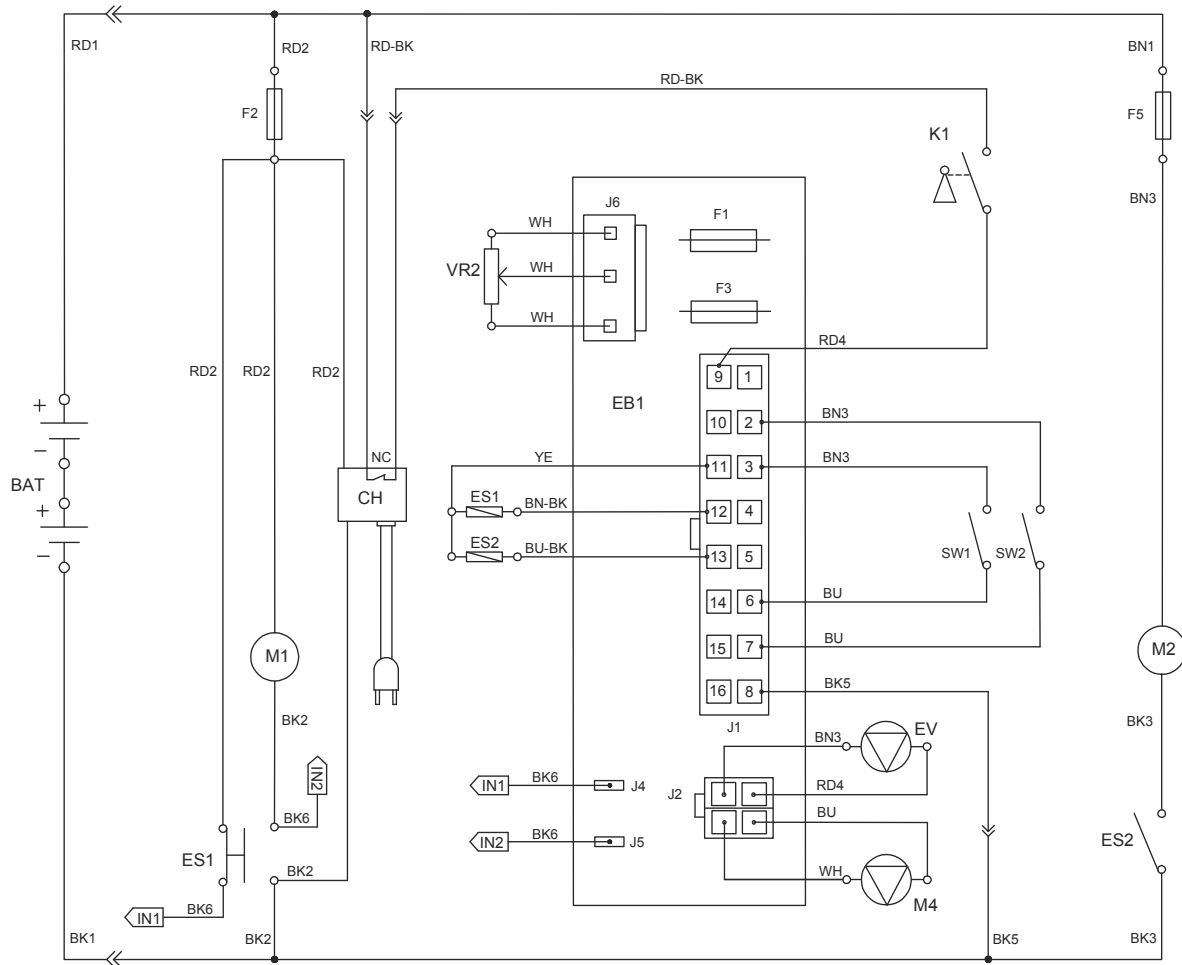 RD1
RD2
RD-BK
BN1
RD-BK
F2
K1
F5
J6
F1
WH
BN3
VR2
WH
F3
WH
RD4
RD2
RD2
RD2
9
1
EB1
+
10
2
BN3
−
NC
YE
11
3
BN3
BAT
CH
ES1
BN-BK
12
4
+
ES2
BU-BK
13
5
SW1
SW2
−
14
6
BU
15
7
BU
M1
M2
16
8
BK5
BK2
J1
BK3
BN3
EV
IN2
IN1
BK6
J4
J2
RD4
BK6
BU
ES1
IN2
BK6
J5
ES2
BK2
WH
M4
IN1
BK6
BK1
BK2
BK5
BK3